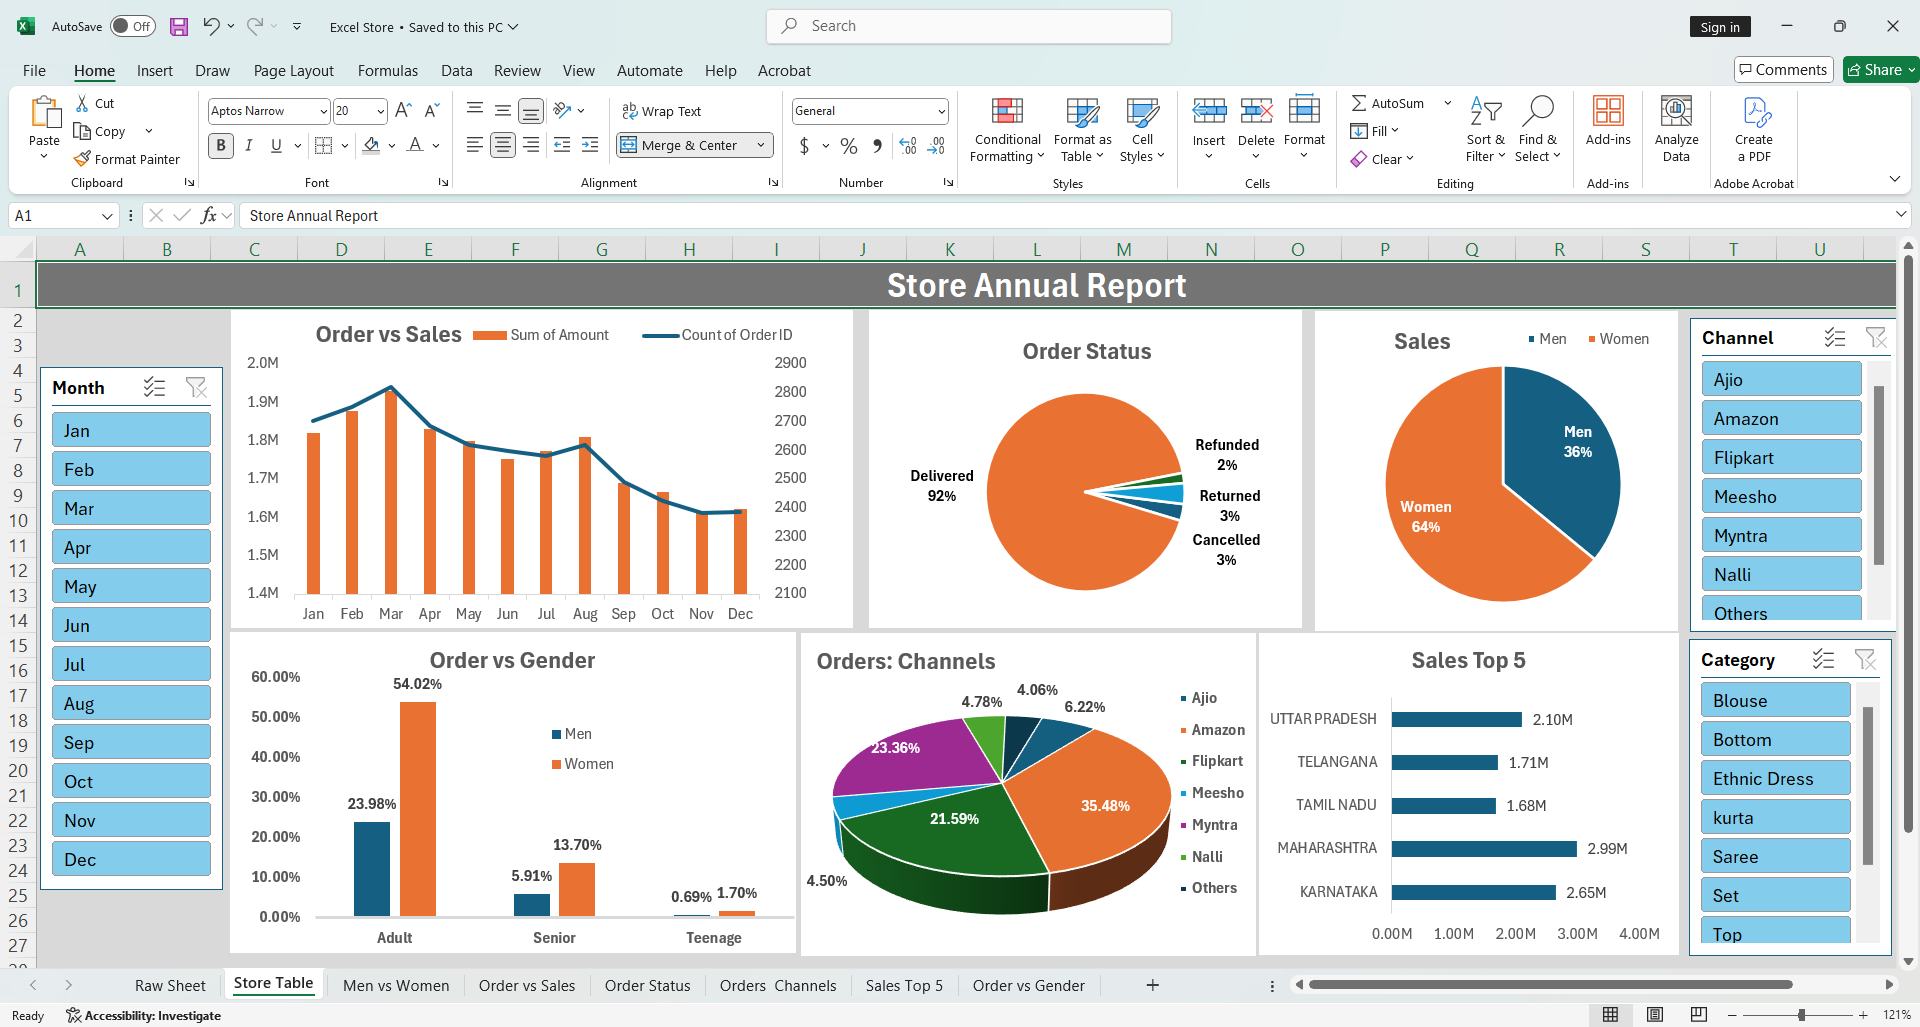 AutoSave Off Excel Store • Saved to this PC Search Sign in
File Home Insert Draw Page Layout Formulas Data Review View Automate Help Acrobat Comments Share
Paste Cut Copy Format Painter Clipboard
Aptos Narrow 20 B I U A Font
Wrap Text Merge & Center Alignment
General $ % Number
Conditional Formatting Format as Table Cell Styles Styles
Insert Delete Format Cells
AutoSum Fill Clear Sort & Filter Find & Select Editing
Add-ins Add-ins
Analyze Data
Create a PDF Adobe Acrobat
A1 fx Store Annual Report
A B C D E F G H I J K L M N O P Q R S T U
1
2
3
4
5
6
7
8
9
10
11
12
13
14
15
16
17
18
19
20
21
22
23
24
25
26
27
Store Annual Report
Month
Jan
Feb
Mar
Apr
May
Jun
Jul
Aug
Sep
Oct
Nov
Dec
Order vs Sales Sum of Amount Count of Order ID
2.0M 2900
1.9M 2800
1.8M 2700
1.7M 2600
1.6M 2500
1.5M 2400
1.4M 2300
2200
2100
Jan Feb Mar Apr May Jun Jul Aug Sep Oct Nov Dec
Order Status
Delivered
92%
Refunded
2%
Returned
3%
Cancelled
3%
Sales Men Women
Men
36%
Women
64%
Channel
Ajio
Amazon
Flipkart
Meesho
Myntra
Nalli
Others
Order vs Gender
60.00%
50.00%
40.00%
30.00%
20.00%
10.00%
0.00%
54.02%
23.98%
13.70%
5.91%
0.69% 1.70%
Men
Women
Adult Senior Teenage
Orders: Channels
4.78% 4.06% 6.22%
23.36%
35.48%
21.59%
4.50%
Ajio
Amazon
Flipkart
Meesho
Myntra
Nalli
Others
Sales Top 5
UTTAR PRADESH 2.10M
TELANGANA 1.71M
TAMIL NADU 1.68M
MAHARASHTRA 2.99M
KARNATAKA 2.65M
0.00M 1.00M 2.00M 3.00M 4.00M
Category
Blouse
Bottom
Ethnic Dress
kurta
Saree
Set
Top
Raw Sheet Store Table Men vs Women Order vs Sales Order Status Orders Channels Sales Top 5 Order vs Gender
Ready Accessibility: Investigate 121%